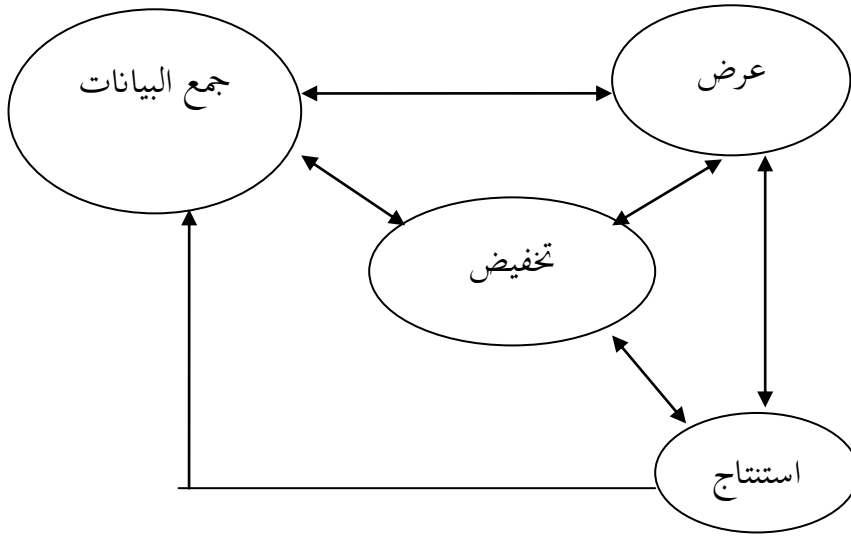 جمع البيانات
عرض
تخفيض
استنتاج